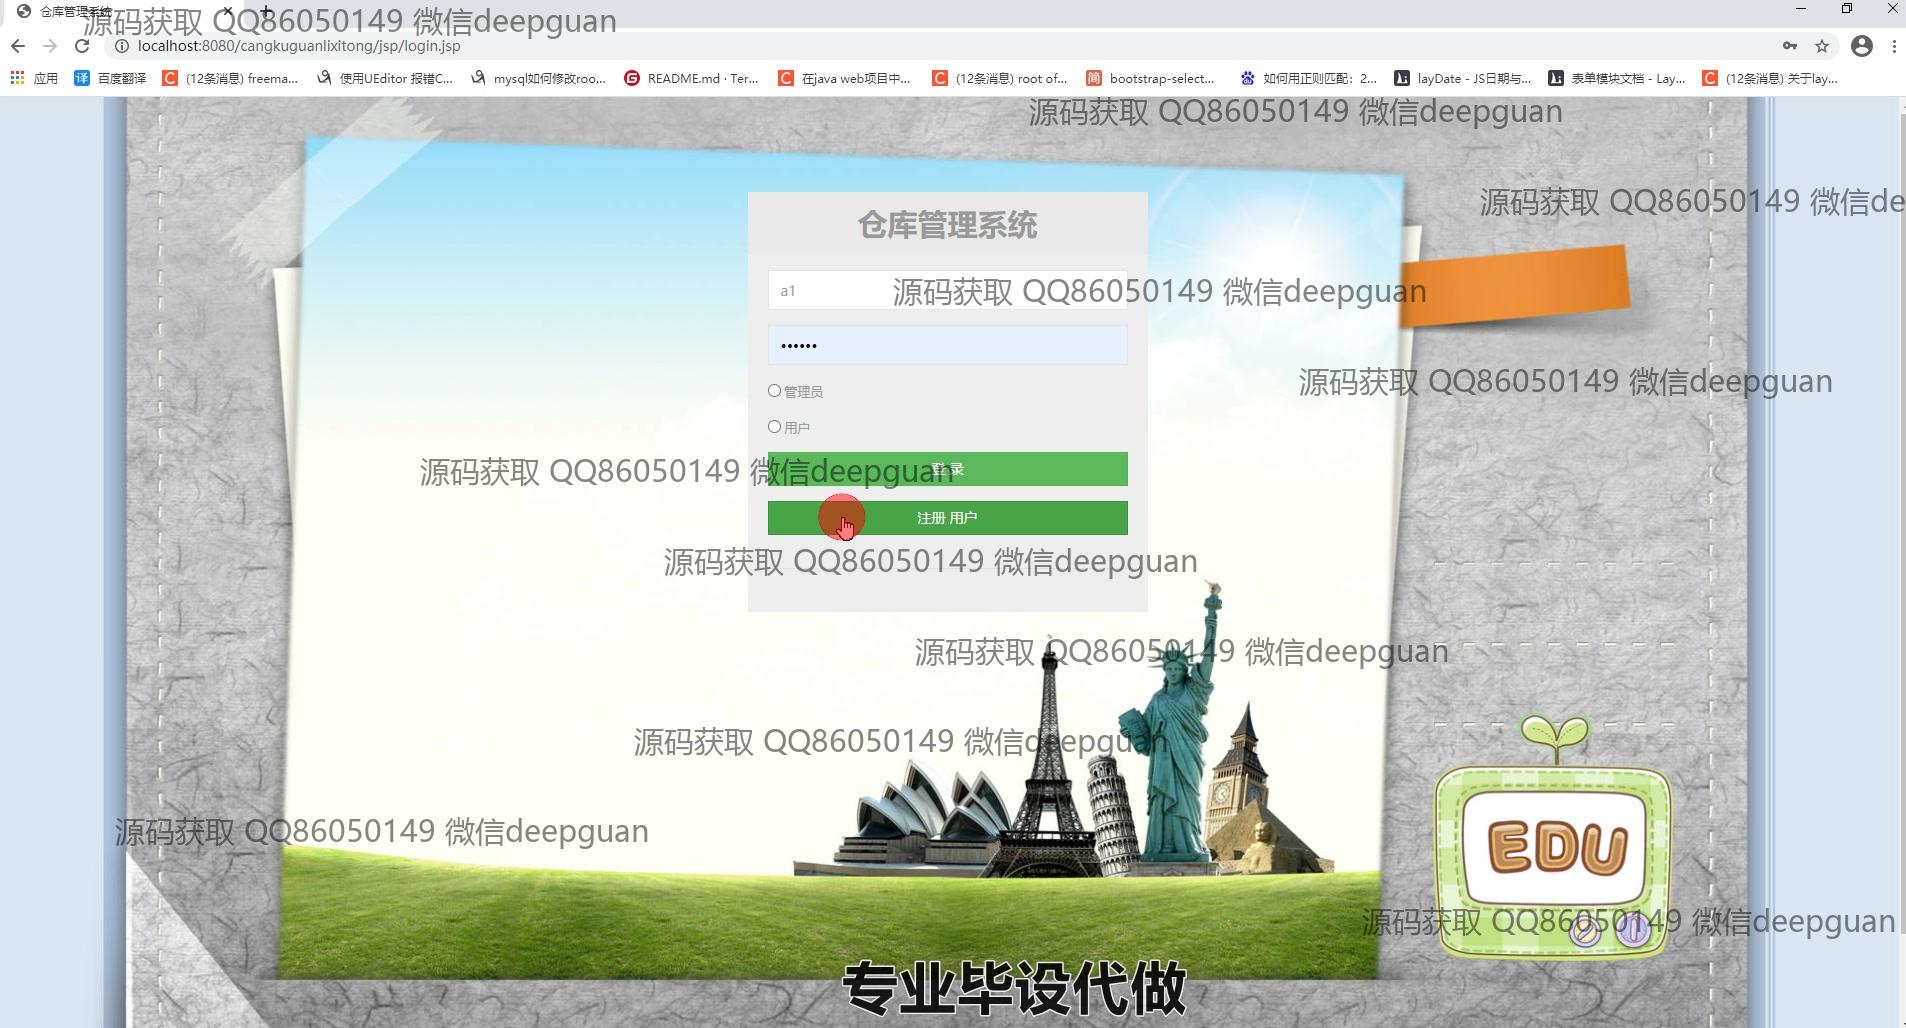 仓库管理系统
源码获取 QQ86050149 微信deepguan
localhost:8080/cangkuguanlixitong/jsp/login.jsp
应用
百度翻译
(12条消息) freema...
使用UEditor 报错C...
mysql如何修改roo...
README.md · Ter...
在java web项目中...
(12条消息) root of...
bootstrap-select...
如何用正则匹配：2...
layDate - JS日期与...
表单模块文档 - Lay...
(12条消息) 关于lay...
源码获取 QQ86050149 微信deepguan
源码获取 QQ86050149 微信de
仓库管理系统
a1
源码获取 QQ86050149 微信deepguan
••••••
管理员
源码获取 QQ86050149 微信deepguan
用户
登 录
源码获取 QQ86050149 微信deepguan
注册 用户
源码获取 QQ86050149 微信deepguan
源码获取 QQ86050149 微信deepguan
源码获取 QQ86050149 微信deepguan
源码获取 QQ86050149 微信deepguan
EDU
源码获取 QQ86050149 微信deepguan
专业毕设代做